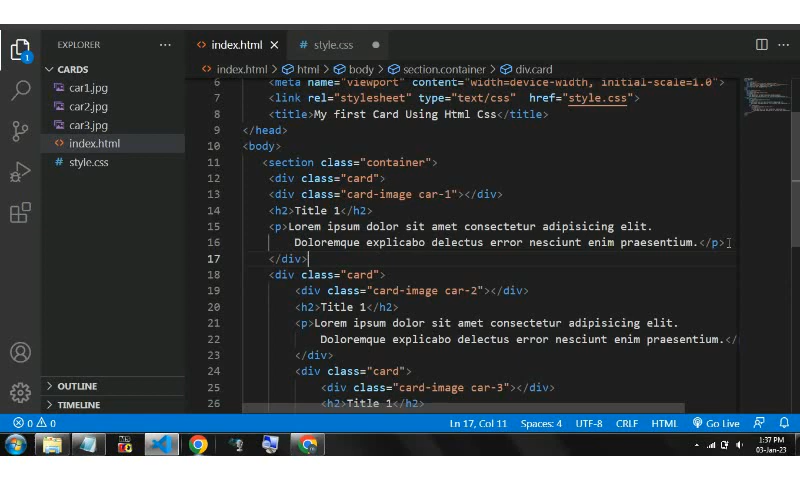 EXPLORER
index.html
style.css
1
CARDS
index.html html body section.container div.card
car1.jpg
car2.jpg
car3.jpg
index.html
style.css
6 <meta name="viewport" content="width=device-width, initial-scale=1.0">
7 <link rel="stylesheet" type="text/css" href="style.css">
8 <title>My first Card Using Html Css</title>
9 </head>
10 <body>
11 <section class="container">
12 <div class="card">
13 <div class="card-image car-1"></div>
14 <h2>Title 1</h2>
15 <p>Lorem ipsum dolor sit amet consectetur adipisicing elit.
16 Doloremque explicabo delectus error nesciunt enim praesentium.</p>
17 </div>
18 <div class="card">
19 <div class="card-image car-2"></div>
20 <h2>Title 1</h2>
21 <p>Lorem ipsum dolor sit amet consectetur adipisicing elit.
22 Doloremque explicabo delectus error nesciunt enim praesentium.</
23 </div>
24 <div class="card">
25 <div class="card-image car-3"></div>
26 <h2>Title 1</h2>
OUTLINE
TIMELINE
0 0 Ln 17, Col 11 Spaces: 4 UTF-8 CRLF HTML Go Live
1:37 PM
03-Jan-23